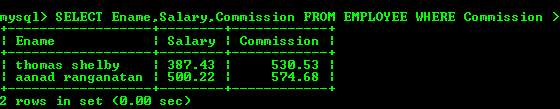 mysql> SELECT Ename,Salary,Commission FROM EMPLOYEE WHERE Commission >
+-----------------+--------+------------+
| Ename | Salary | Commission |
+-----------------+--------+------------+
| thomas shelby | 387.43 | 530.53 |
| aanad ranganatan | 500.22 | 574.68 |
+-----------------+--------+------------+
2 rows in set (0.00 sec)